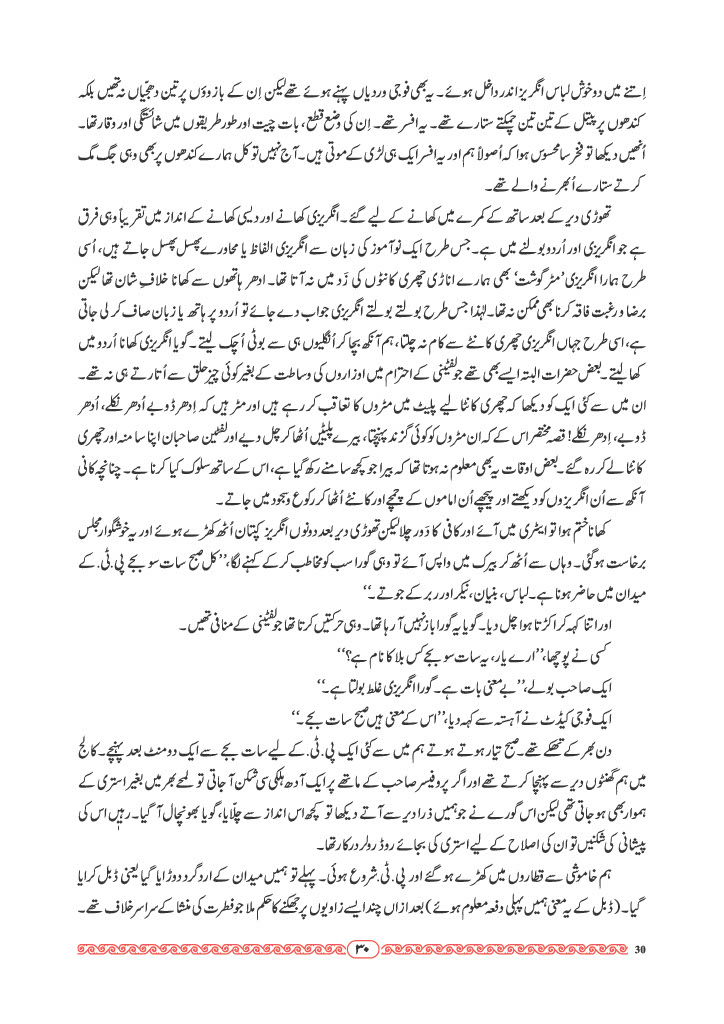 اِتنے میں دو خوش لباس انگریز اندر داخل ہوئے۔ یہ بھی فوجی وردیاں پہنے ہوئے تھے لیکن اِن کے بازوؤں پر تین دھجّیاں نہ تھیں بلکہ
کندھوں پر پیتل کے تین تین چمکتے ستارے تھے۔ یہ افسر تھے۔ اِن کی وضع قطع، بات چیت اور طور طریقوں میں شائستگی اور وقار تھا۔
اُنھیں دیکھا تو فخر سا محسوس ہوا کہ اُصولاً ہم اور یہ افسر ایک ہی لڑی کے موتی ہیں۔ آج نہیں تو کل ہمارے کندھوں پر بھی وہی جگ مگ
کرتے ستارے اُبھرنے والے تھے۔
تھوڑی دیر کے بعد ساتھ کے کمرے میں کھانے کے لیے گئے۔ انگریزی کھانے اور دیسی کھانے کے انداز میں تقریباً وہی فرق
ہے جو انگریزی اور اُردو بولنے میں ہے۔ جس طرح ایک نو آموز کی زبان سے انگریزی الفاظ یا محاورے پھسل پھسل جاتے ہیں، اُسی
طرح ہمارا انگریزی ’مٹر گوشت‘ بھی ہمارے اناڑی چھری کانٹوں کی زَد میں نہ آتا تھا۔ ادھر ہاتھوں سے کھانا خلافِ شان تھا لیکن
برضا و رغبت فاقہ کرنا بھی ممکن نہ تھا۔ لہٰذا جس طرح بولتے بولتے انگریزی جواب دے جائے تو اُردو پر ہاتھ یا زبان صاف کر لی جاتی
ہے، اسی طرح جہاں انگریزی چھری کانٹے سے کام نہ چلتا، ہم آنکھ بچا کر اُنگلیوں ہی سے بوٹی اُچک لیتے۔ گویا انگریزی کھانا اُردو میں
کھا لیتے۔ بعض حضرات البتہ ایسے بھی تھے جو لفٹینی کے احترام میں اوزاروں کی وساطت کے بغیر کوئی چیز حلق سے اُتارتے ہی نہ تھے۔
ان میں سے کئی ایک کو دیکھا کہ چھری کانٹا لیے پلیٹ میں مٹروں کا تعاقب کر رہے ہیں اور مٹر ہیں کہ اِدھر ڈوبے اُدھر نکلے، اُدھر
ڈوبے، اِدھر نکلے! قصہ مختصر اس کے کہ ان مٹروں کو کوئی گزند پہنچتا، بیرے پلیٹیں اُٹھا کر چل دیے اور لفٹین صاحبان اپنا سا منہ اور چھری
کانٹا لے کر رہ گئے۔ بعض اوقات یہ بھی معلوم نہ ہوتا تھا کہ بیرا جو کچھ سامنے رکھ گیا ہے، اس کے ساتھ سلوک کیا کرنا ہے۔ چنانچہ کانی
آنکھ سے اُن انگریزوں کو دیکھتے اور پیچھے اُن اماموں کے چمچے اور کانٹے اُٹھا کر رکوع و سجود میں جاتے۔
کھانا ختم ہوا تو اینٹری میں آئے اور کافی کا دَور چلا لیکن تھوڑی دیر بعد دونوں انگریز کپتان اُٹھ کھڑے ہوئے اور یہ خوشگوار مجلس
برخاست ہو گئی۔ وہاں سے اُٹھ کر بیرک میں واپس آئے تو وہی گورا سب کو مخاطب کر کے کہنے لگا، ’’کل صبح سات سو بجے پی۔ٹی۔ کے
میدان میں حاضر ہونا ہے۔ لباس، بنیان، نیکر اور ربر کے جوتے۔‘‘
اور اتنا کہہ کر اکڑتا ہوا چل دیا۔ گویا یہ گورا باز نہیں آ رہا تھا۔ وہی حرکتیں کرتا تھا جو لفٹینی کے منافی تھیں۔
کسی نے پوچھا، ’’ارے یار، یہ سات سو بجے کس بلا کا نام ہے؟‘‘
ایک صاحب بولے، ’’بے معنی بات ہے۔ گورا انگریزی غلط بولتا ہے۔‘‘
ایک فوجی کیڈٹ نے آہستہ سے کہہ دیا، ’’اس کے معنی ہیں صبح سات بجے۔‘‘
دن بھر کے تھکے تھے۔ صبح تیار ہوتے ہوتے ہم میں سے کئی ایک پی۔ٹی۔ کے لیے سات بجے سے ایک دو منٹ بعد پہنچے۔ کالج
میں ہم گھنٹوں دیر سے پہنچا کرتے تھے اور اگر پروفیسر صاحب کے ماتھے پر ایک آدھ ہلکی سی شکن آ جاتی تو لمحے بھر میں بغیر استری کے
ہموار بھی ہو جاتی تھی لیکن اس گورے نے جو ہمیں ذرا دیر سے آتے دیکھا تو کچھ اس انداز سے چلّایا، گویا بھونچال آ گیا۔ رہیں اس کی
پیشانی کی شکنیں تو ان کی اصلاح کے لیے استری کی بجائے روڈ رولر درکار تھا۔
ہم خاموشی سے قطاروں میں کھڑے ہو گئے اور پی۔ٹی۔ شروع ہوئی۔ پہلے تو ہمیں میدان کے ارد گرد دوڑایا گیا یعنی ڈبل کرایا
گیا۔ (ڈبل کے یہ معنی ہمیں پہلی دفعہ معلوم ہوئے) بعد ازاں چند ایسے زاویوں پر جھکنے کا حکم ملا جو فطرت کی منشا کے سراسر خلاف تھے۔
۳۰
30